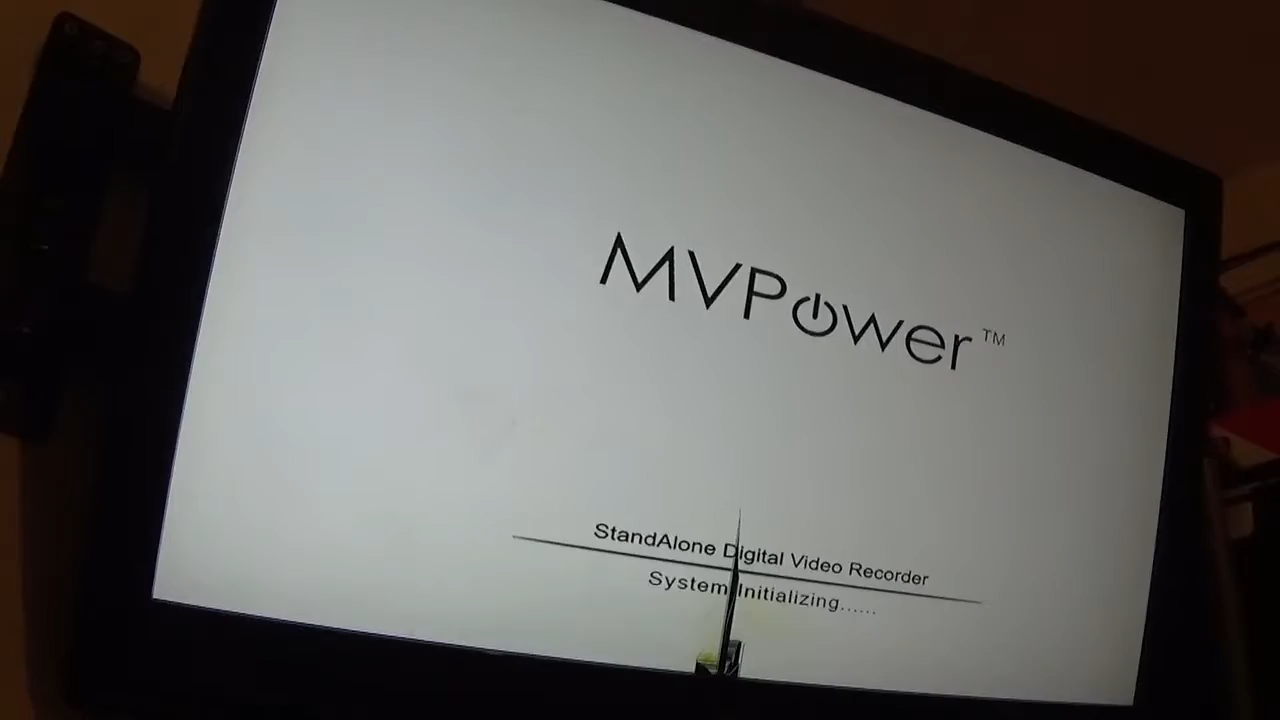 MVPower™
StandAlone Digital Video Recorder
System Initializing......